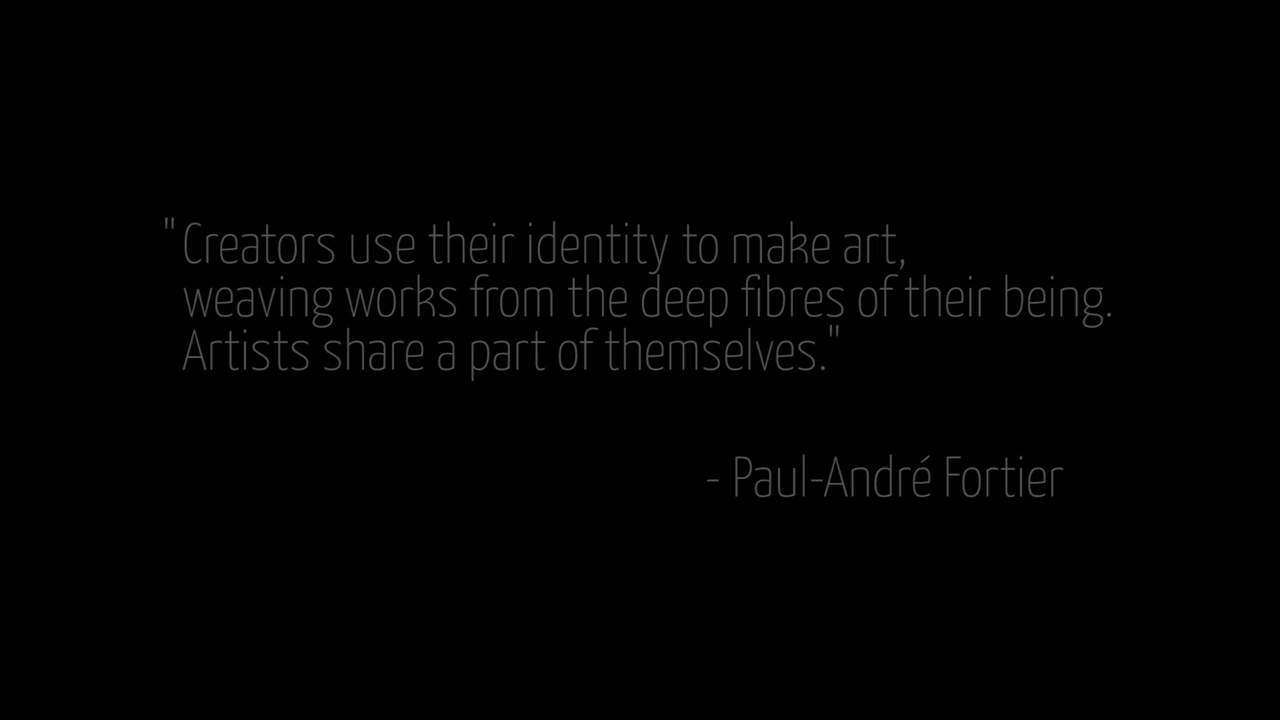 "Creators use their identity to make art,
weaving works from the deep fibres of their being.
Artists share a part of themselves."
- Paul-André Fortier